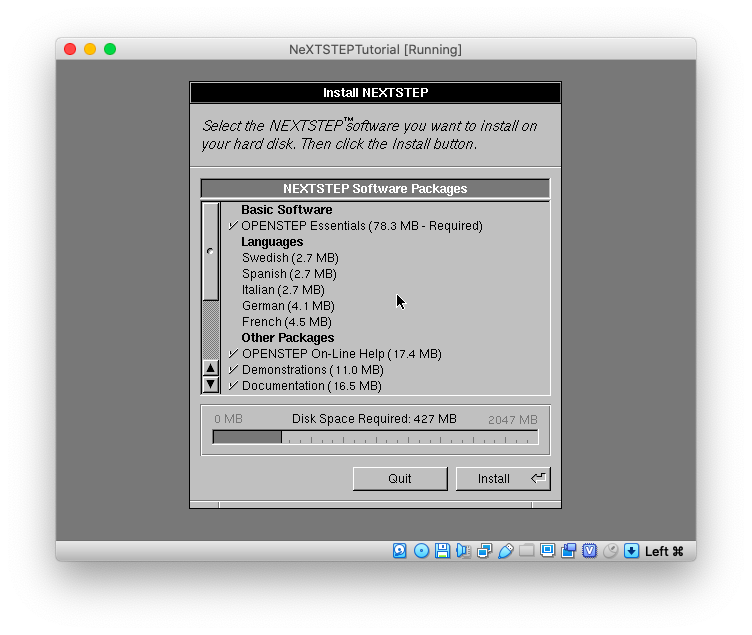 NeXTSTEPTutorial [Running]
Install NEXTSTEP
Select the NEXTSTEP™software you want to install on
your hard disk. Then click the Install button.
NEXTSTEP Software Packages
Basic Software
OPENSTEP Essentials (78.3 MB - Required)
Languages
Swedish (2.7 MB)
Spanish (2.7 MB)
Italian (2.7 MB)
German (4.1 MB)
French (4.5 MB)
Other Packages
OPENSTEP On-Line Help (17.4 MB)
Demonstrations (11.0 MB)
Documentation (16.5 MB)
0 MB Disk Space Required: 427 MB 2047 MB
Quit Install
Left ⌘